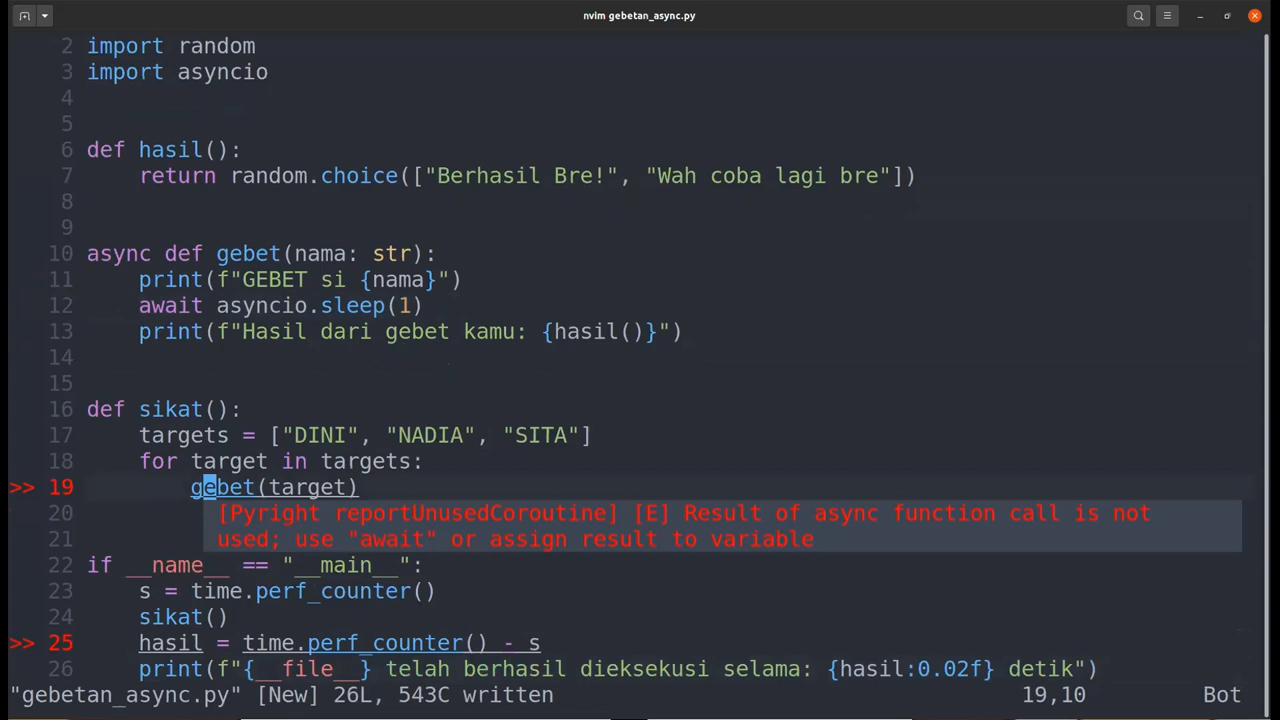 nvim gebetan_async.py
2 import random
3 import asyncio
4
5
6 def hasil():
7     return random.choice(["Berhasil Bre!", "Wah coba lagi bre"])
8
9
10 async def gebet(nama: str):
11     print(f"GEBET si {nama}")
12     await asyncio.sleep(1)
13     print(f"Hasil dari gebet kamu: {hasil()}")
14
15
16 def sikat():
17     targets = ["DINI", "NADIA", "SITA"]
18     for target in targets:
>> 19         gebet(target)
20 [Pyright reportUnusedCoroutine] [E] Result of async function call is not
21 used; use "await" or assign result to variable
22 if __name__ == "__main__":
23     s = time.perf_counter()
24     sikat()
>> 25     hasil = time.perf_counter() - s
26     print(f"{__file__} telah berhasil dieksekusi selama: {hasil:0.02f} detik")
"gebetan_async.py" [New] 26L, 543C written 19,10 Bot